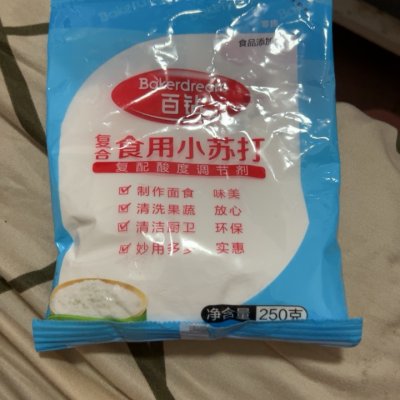 食品添加
Bakerdream
百钻
复合 食用小苏打
复配酸度调节剂
制作面食 味美
清洗果蔬 放心
清洁厨卫 环保
妙用多多 实惠
净含量 250克